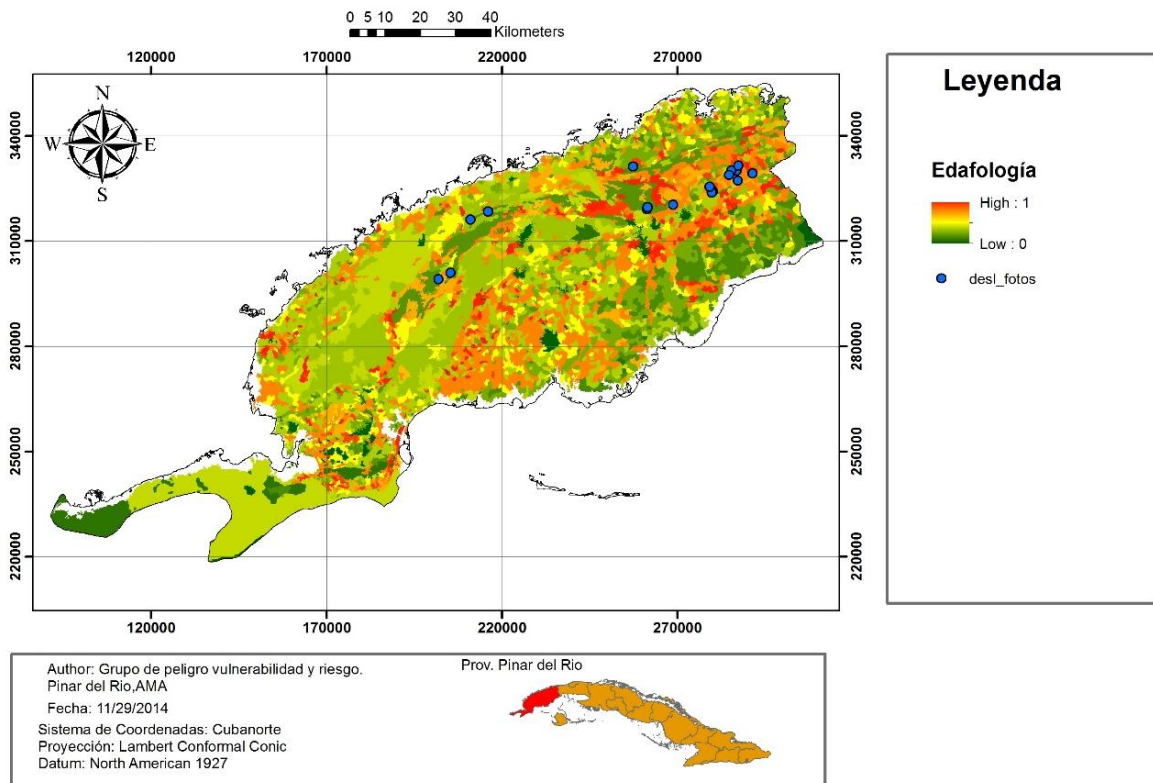 0 5 10 20 30 40
Kilometers
120000 170000 220000 270000
340000
310000
280000
250000
220000
340000
310000
280000
250000
220000
120000 170000 220000 270000
N
W E
S
Leyenda
Edafología
High : 1
Low : 0
desl_fotos
Author: Grupo de peligro vulnerabilidad y riesgo.
Pinar del Rio,AMA
Fecha: 11/29/2014
Sistema de Coordenadas: Cubanorte
Proyección: Lambert Conformal Conic
Datum: North American 1927
Prov. Pinar del Rio